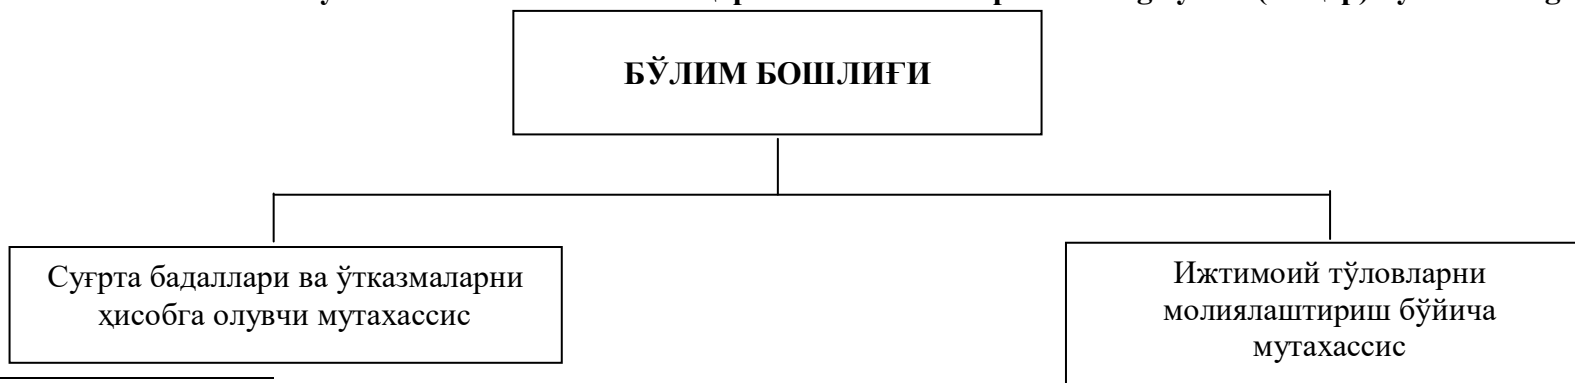 БЎЛИМ БОШЛИҒИ
Суғрта бадаллари ва ўтказмаларни
ҳисобга олувчи мутахассис
Ижтимоий тўловларни
молиялаштириш бўйича
мутахассис